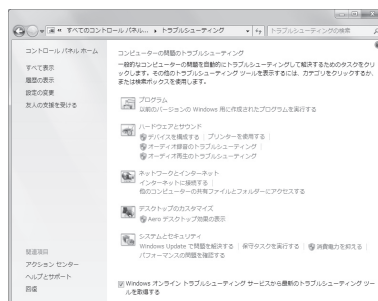 すべてのコントロール パネル... トラブルシューティング トラブルシューティングの検索
コントロール パネル ホーム
すべて表示
履歴の表示
設定の変更
友人の支援を受ける
コンピューターの問題のトラブルシューティング
一般的なコンピューターの問題を自動的にトラブルシューティングして解決するためのタスクをクリ
ックします。その他のトラブルシューティング ツールを表示するには、カテゴリをクリックするか、
または検索ボックスを使用します。
プログラム
以前のバージョンの Windows 用に作成されたプログラムを実行する
ハードウェアとサウンド
デバイスを構成する | プリンターを使用する
オーディオ録音のトラブルシューティング
オーディオ再生のトラブルシューティング
ネットワークとインターネット
インターネットに接続する
他のコンピューターの共有ファイルとフォルダーにアクセスする
デスクトップのカスタマイズ
Aero デスクトップ効果の表示
システムとセキュリティ
Windows Update で問題を解決する | 保守タスクを実行する | 消費電力を抑える
パフォーマンスの問題を確認する
関連項目
アクション センター
ヘルプとサポート
回復
Windows オンライン トラブルシューティング サービスから最新のトラブルシューティング ツー
ルを取得する